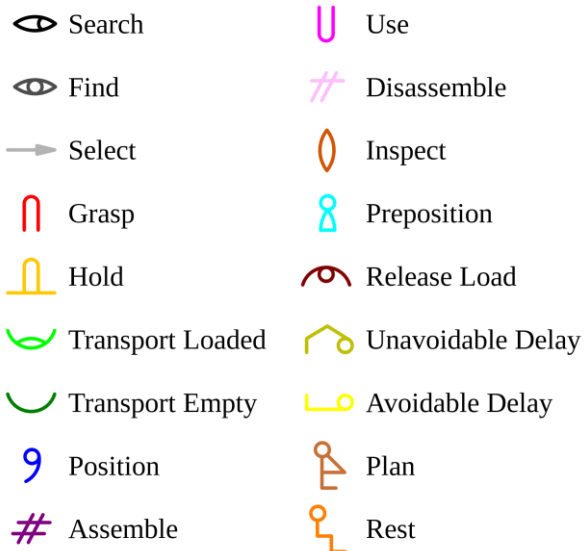 Search
Find
Select
Grasp
Hold
Transport Loaded
Transport Empty
Position
Assemble
Use
Disassemble
Inspect
Preposition
Release Load
Unavoidable Delay
Avoidable Delay
Plan
Rest